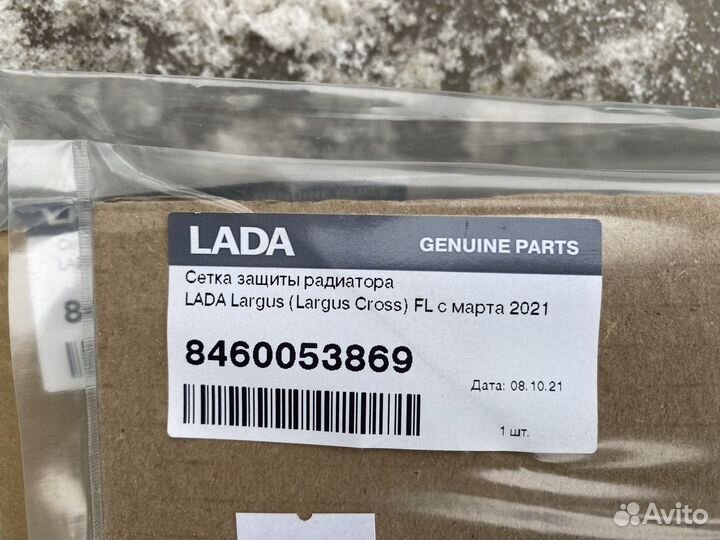 LADA GENUINE PARTS
Сетка защиты радиатора
LADA Largus (Largus Cross) FL с марта 2021
8460053869
Дата: 08.10.21
1 шт.
Avito